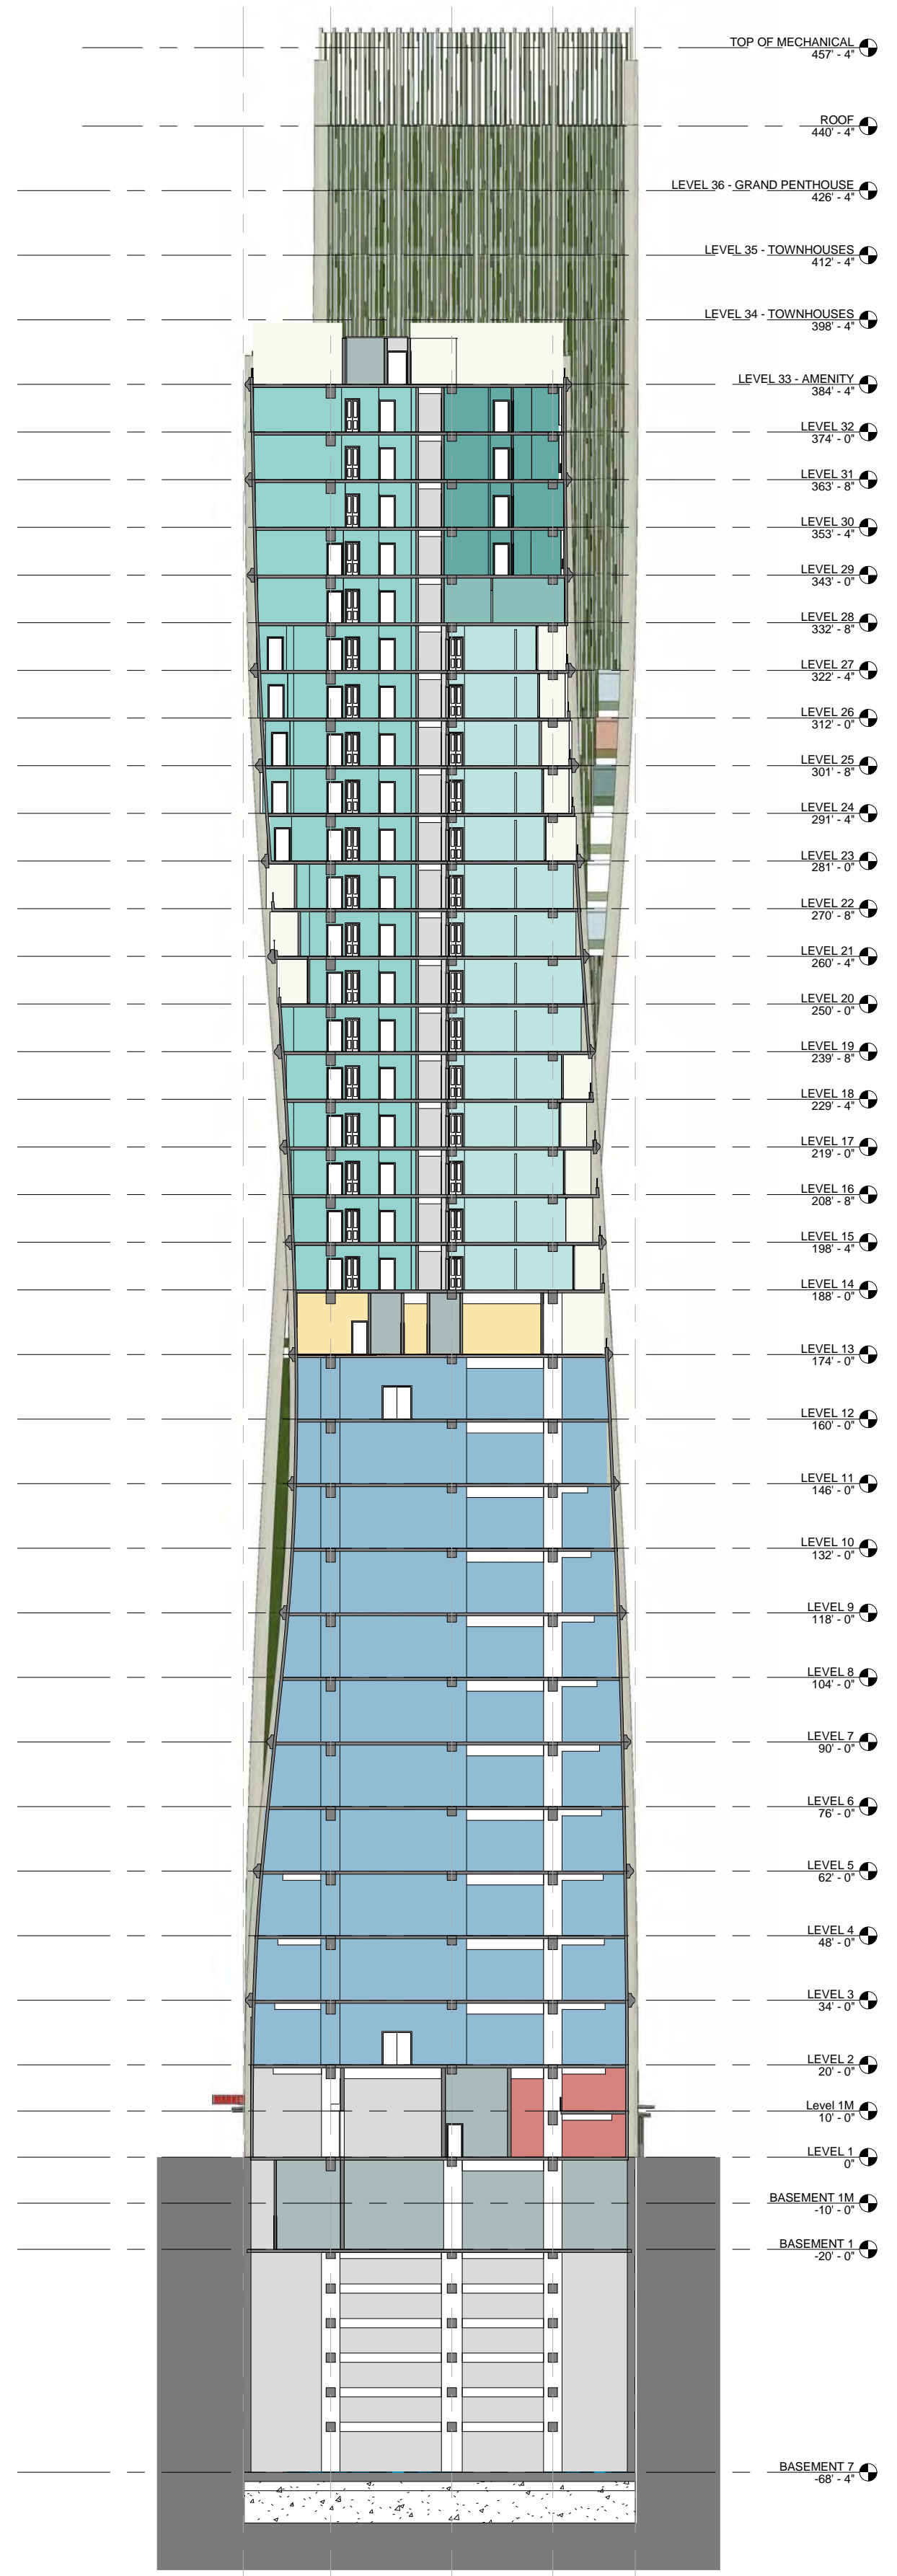 TOP OF MECHANICAL
457' - 4"
ROOF
440' - 4"
LEVEL 36 - GRAND PENTHOUSE
426' - 4"
LEVEL 35 - TOWNHOUSES
412' - 4"
LEVEL 34 - TOWNHOUSES
398' - 4"
LEVEL 33 - AMENITY
384' - 4"
LEVEL 32
374' - 0"
LEVEL 31
363' - 8"
LEVEL 30
353' - 4"
LEVEL 29
343' - 0"
LEVEL 28
332' - 8"
LEVEL 27
322' - 4"
LEVEL 26
312' - 0"
LEVEL 25
301' - 8"
LEVEL 24
291' - 4"
LEVEL 23
281' - 0"
LEVEL 22
270' - 8"
LEVEL 21
260' - 4"
LEVEL 20
250' - 0"
LEVEL 19
239' - 8"
LEVEL 18
229' - 4"
LEVEL 17
219' - 0"
LEVEL 16
208' - 8"
LEVEL 15
198' - 4"
LEVEL 14
188' - 0"
LEVEL 13
174' - 0"
LEVEL 12
160' - 0"
LEVEL 11
146' - 0"
LEVEL 10
132' - 0"
LEVEL 9
118' - 0"
LEVEL 8
104' - 0"
LEVEL 7
90' - 0"
LEVEL 6
76' - 0"
LEVEL 5
62' - 0"
LEVEL 4
48' - 0"
LEVEL 3
34' - 0"
LEVEL 2
20' - 0"
MARKET
Level 1M
10' - 0"
LEVEL 1
0"
BASEMENT 1M
-10' - 0"
BASEMENT 1
-20' - 0"
BASEMENT 7
-68' - 4"